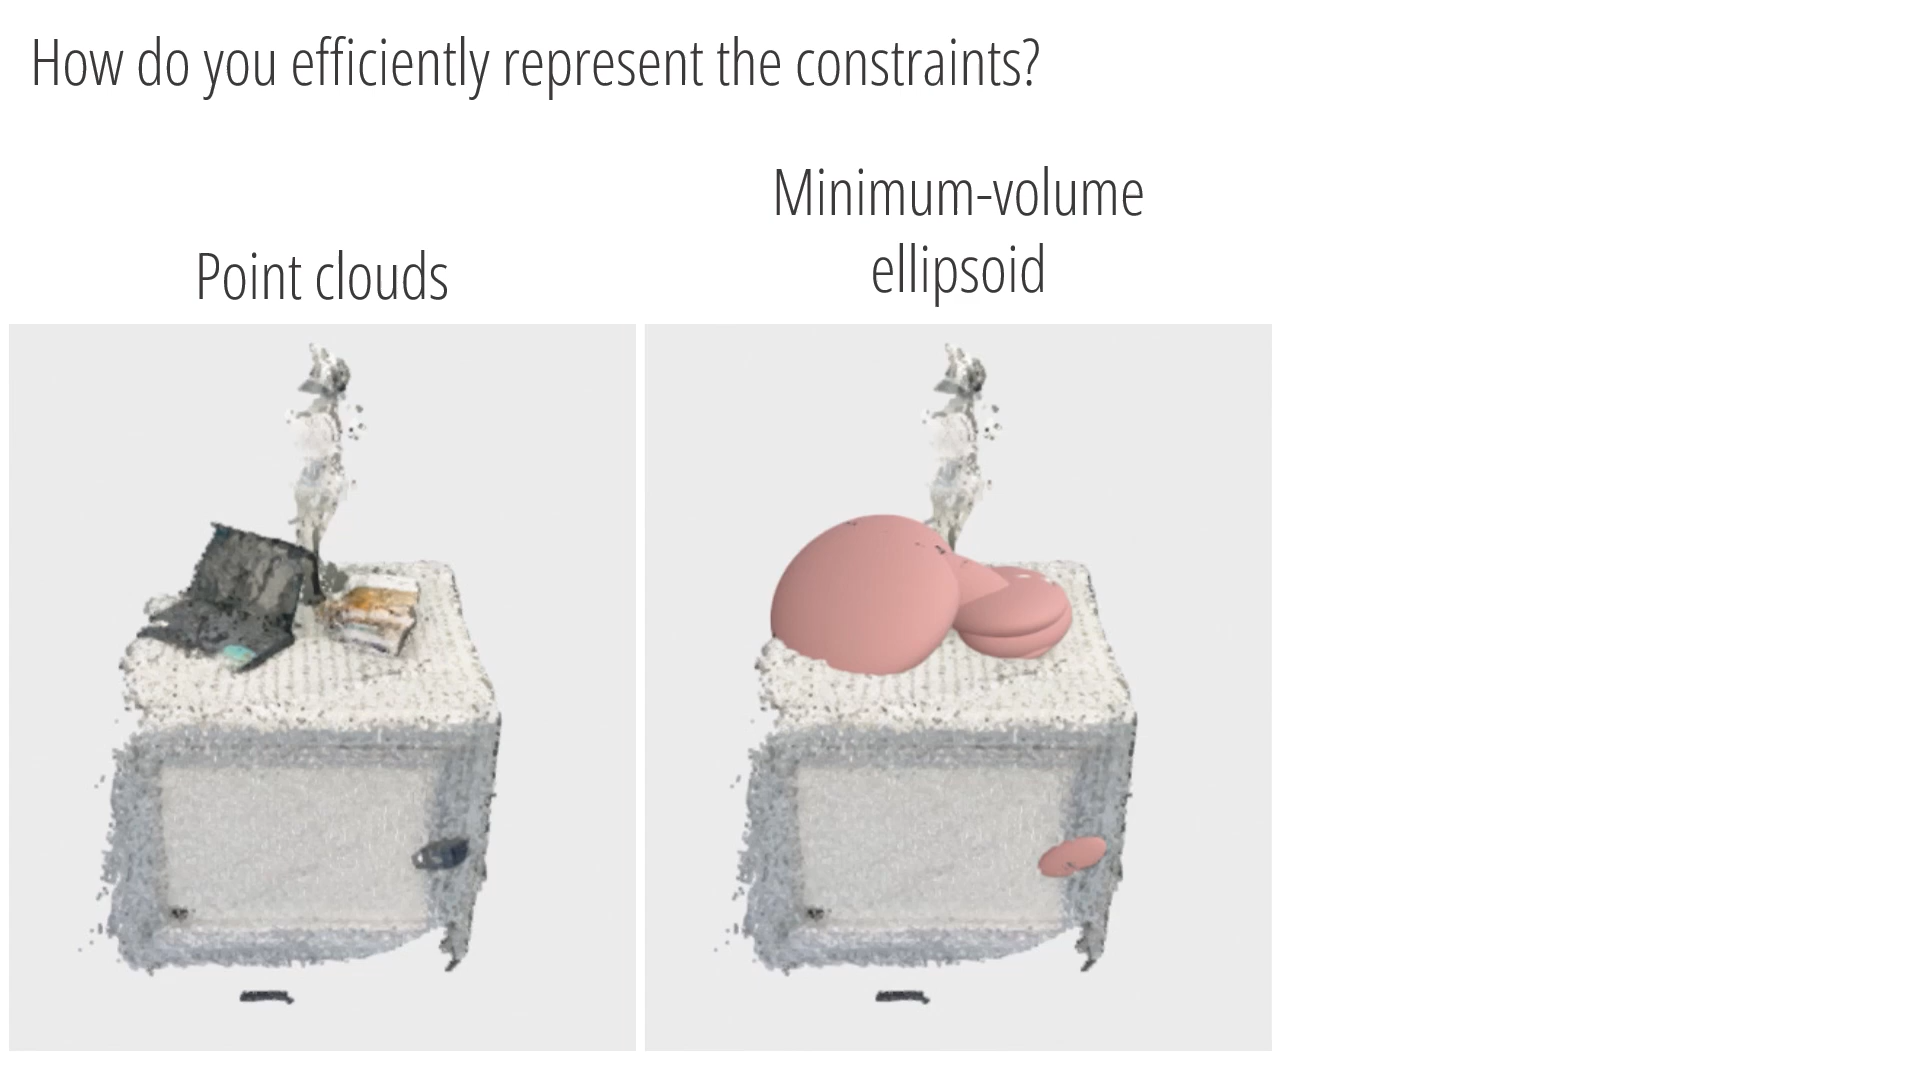 How do you efficiently represent the constraints?
Minimum-volume
ellipsoid
Point clouds